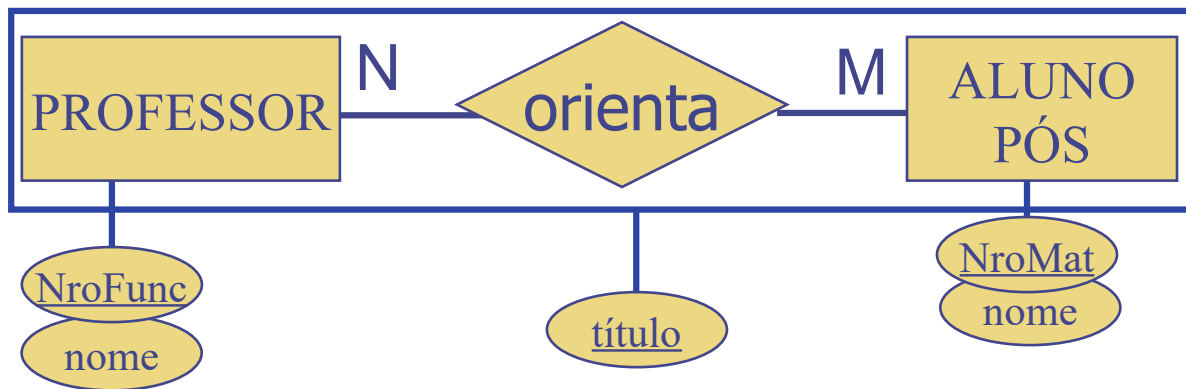 PROFESSOR
N
orienta
M
ALUNO
PÓS
NroFunc
nome
título
NroMat
nome